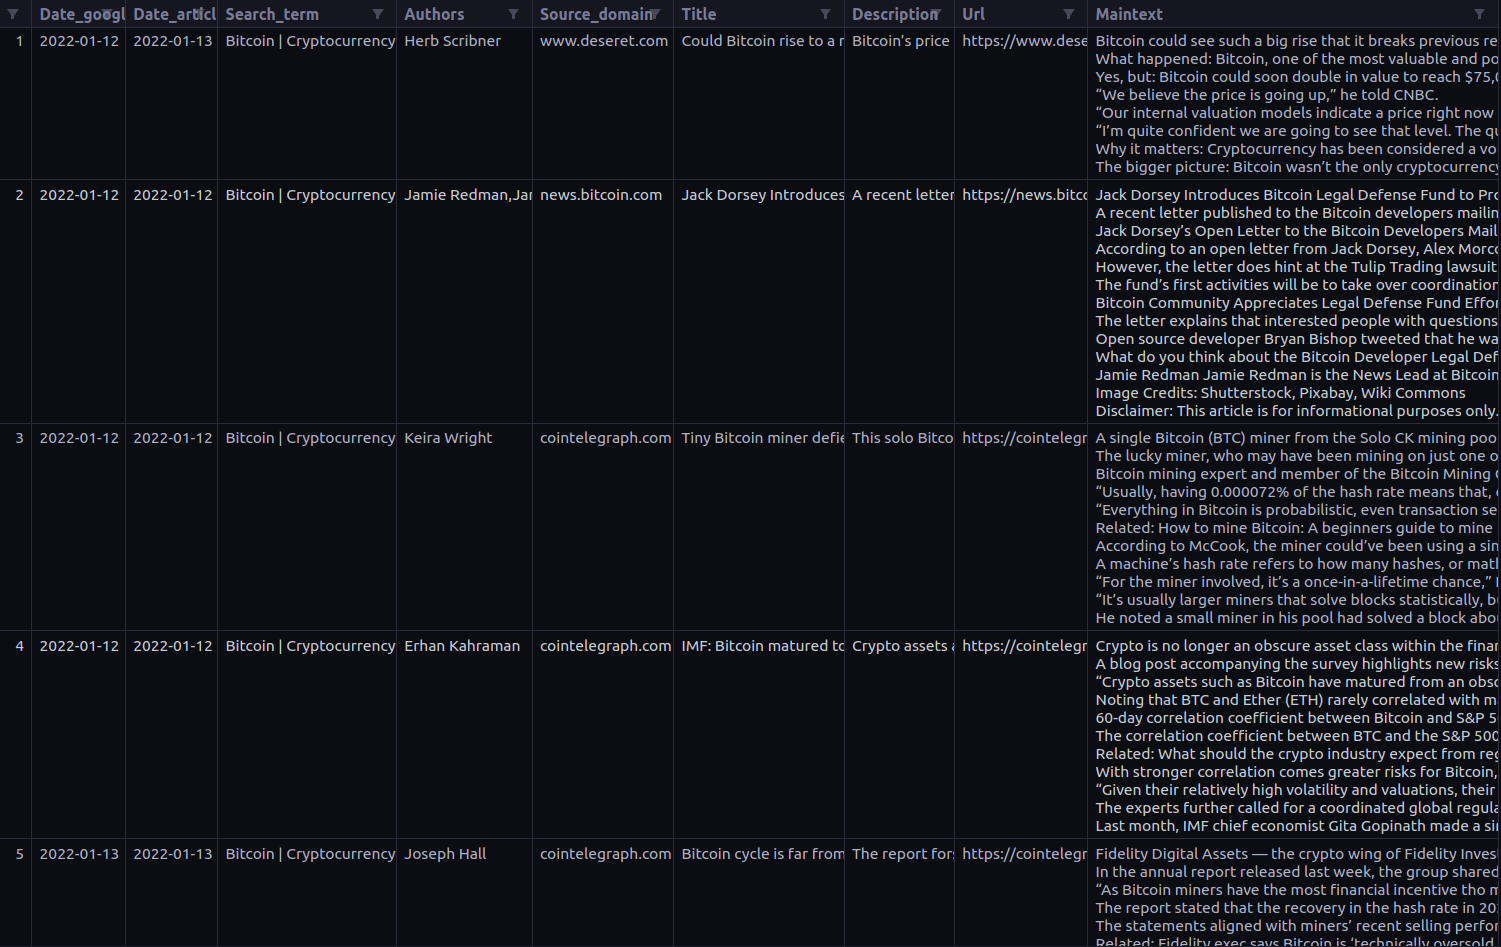 Date_googl Date_articl Search_term Authors Source_domain Title Description Url Maintext
1 2022-01-12 2022-01-13 Bitcoin | Cryptocurrency Herb Scribner www.deseret.com Could Bitcoin rise to a Bitcoin's price https://www.dese Bitcoin could see such a big rise that it breaks previous re
What happened: Bitcoin, one of the most valuable and po
Yes, but: Bitcoin could soon double in value to reach $75,
“We believe the price is going up,” he told CNBC.
“Our internal valuation models indicate a price right now
“I’m quite confident we are going to see that level. The qu
Why it matters: Cryptocurrency has been considered a vo
The bigger picture: Bitcoin wasn’t the only cryptocurrency
2 2022-01-12 2022-01-12 Bitcoin | Cryptocurrency Jamie Redman,Jar news.bitcoin.com Jack Dorsey Introduces A recent letter https://news.bitc Jack Dorsey Introduces Bitcoin Legal Defense Fund to Pro
A recent letter published to the Bitcoin developers mailin
Jack Dorsey’s Open Letter to the Bitcoin Developers Mail
According to an open letter from Jack Dorsey, Alex Morco
However, the letter does hint at the Tulip Trading lawsuit
The fund’s first activities will be to take over coordination
Bitcoin Community Appreciates Legal Defense Fund Effor
The letter explains that interested people with questions
Open source developer Bryan Bishop tweeted that he wa
What do you think about the Bitcoin Developer Legal Def
Jamie Redman Jamie Redman is the News Lead at Bitcoin
Image Credits: Shutterstock, Pixabay, Wiki Commons
Disclaimer: This article is for informational purposes only.
3 2022-01-12 2022-01-12 Bitcoin | Cryptocurrency Keira Wright cointelegraph.com Tiny Bitcoin miner defie This solo Bitco https://cointelegr A single Bitcoin (BTC) miner from the Solo CK mining poo
The lucky miner, who may have been mining on just one o
Bitcoin mining expert and member of the Bitcoin Mining
“Usually, having 0.000072% of the hash rate means that,
“Everything in Bitcoin is probabilistic, even transaction se
Related: How to mine Bitcoin: A beginners guide to mine
According to McCook, the miner could’ve been using a sin
A machine’s hash rate refers to how many hashes, or mat
“For the miner involved, it’s a once-in-a-lifetime chance,”
“It’s usually larger miners that solve blocks statistically, b
He noted a small miner in his pool had solved a block abou
4 2022-01-12 2022-01-12 Bitcoin | Cryptocurrency Erhan Kahraman cointelegraph.com IMF: Bitcoin matured to Crypto assets https://cointelegr Crypto is no longer an obscure asset class within the finan
A blog post accompanying the survey highlights new risks
“Crypto assets such as Bitcoin have matured from an obsc
Noting that BTC and Ether (ETH) rarely correlated with m
60-day correlation coefficient between Bitcoin and S&P 5
The correlation coefficient between BTC and the S&P 500
Related: What should the crypto industry expect from reg
With stronger correlation comes greater risks for Bitcoin,
“Given their relatively high volatility and valuations, their
The experts further called for a coordinated global regula
Last month, IMF chief economist Gita Gopinath made a si
5 2022-01-13 2022-01-12 Bitcoin | Cryptocurrency Joseph Hall cointelegraph.com Bitcoin cycle is far from The report for https://cointelegr Fidelity Digital Assets — the crypto wing of Fidelity Inves
In the annual report released last week, the group shared
“As Bitcoin miners have the most financial incentive tho m
The report stated that the recovery in the hash rate in 20
The statements aligned with miners’ recent selling perfor
Related: Fidelity exec says Bitcoin is ‘technically oversold